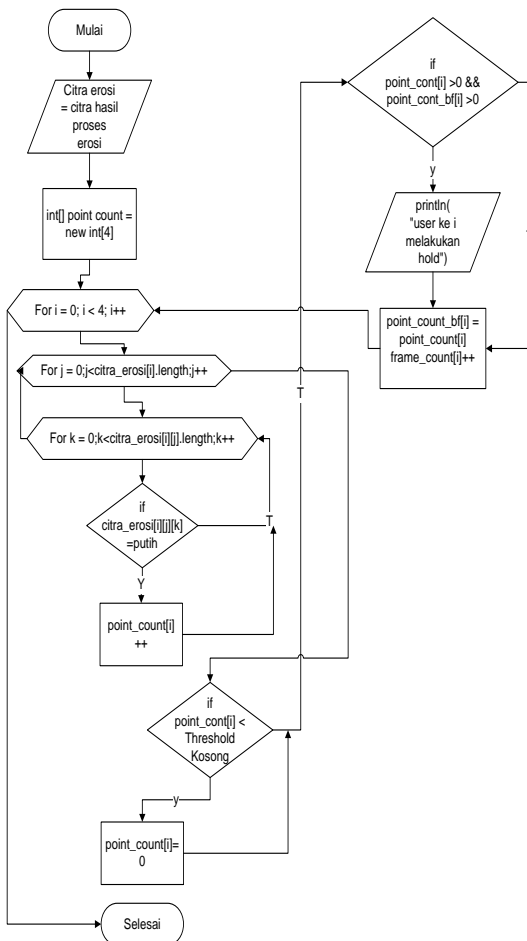 Mulai
Citra erosi
= citra hasil
proses
erosi
int[] point count =
new int[4]
For i = 0; i < 4; i++
For j = 0;j<citra_erosi[i].length;j++
For k = 0;k<citra_erosi[i][j].length;k++
if
citra_erosi[i][j][k]
=putih
T
Y
point_count[i]
++
if
point_cont[i] <
Threshold
Kosong
y
point_count[i]=
0
Selesai
T
if
point_cont[i] >0 &&
point_cont_bf[i] >0
y
println(
"user ke i
melakukan
hold")
point_count_bf[i] =
point_count[i]
frame_count[i]++